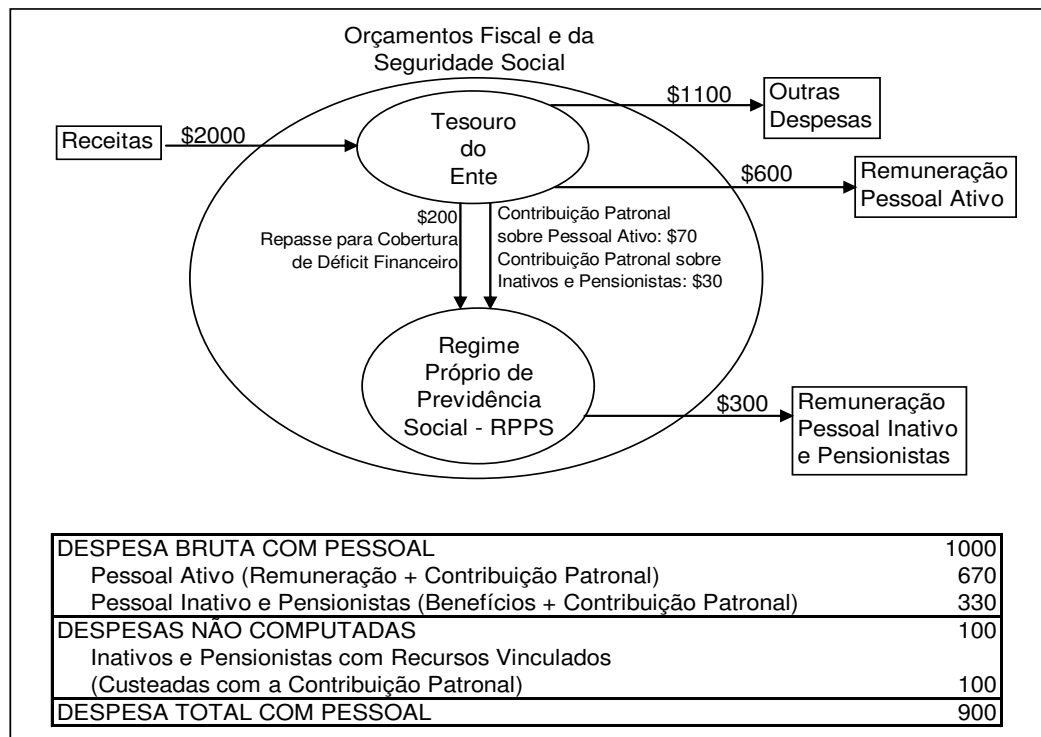 Orçamentos Fiscal e da
Seguridade Social
Receitas
$2000
Tesouro
do
Ente
$1100
Outras
Despesas
$600
Remuneração
Pessoal Ativo
$200
Repasse para Cobertura
de Déficit Financeiro
Contribuição Patronal
sobre Pessoal Ativo: $70
Contribuição Patronal sobre
Inativos e Pensionistas: $30
Regime
Próprio de
Previdência
Social - RPPS
$300
Remuneração
Pessoal Inativo
e Pensionistas
DESPESA BRUTA COM PESSOAL 1000
Pessoal Ativo (Remuneração + Contribuição Patronal) 670
Pessoal Inativo e Pensionistas (Benefícios + Contribuição Patronal) 330
DESPESAS NÃO COMPUTADAS 100
Inativos e Pensionistas com Recursos Vinculados
(Custeadas com a Contribuição Patronal) 100
DESPESA TOTAL COM PESSOAL 900